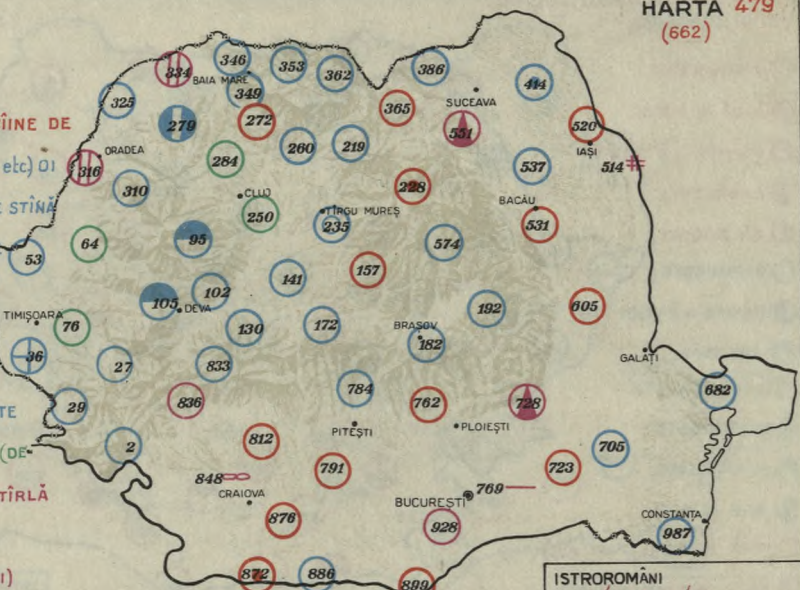 HARTA 479
(662)
346
353
362
386
334
BAIA MARE
349
414
325
365
SUCEAVA
ÎINE DE
279
272
551
520
260
219
IAȘI
ORADEA
284
537
514
etc) OI
316
310
228
E STÎNĂ
CLUJ
BACĂU
250
TÎRGU MUREȘ
235
531
95
574
64
53
157
141
102
105
DEVA
605
192
TIMIȘOARA
76
130
172
BRAȘOV
182
GALAȚI
36
27
833
784
682
836
762
728
29
TE
PITEȘTI
PLOIEȘTI
2
812
705
(DE
791
723
848
769
TÎRLĂ
CRAIOVA
BUCUREȘTI
876
928
CONSTANȚA
987
872
886
899
I)
ISTROROMÂNI